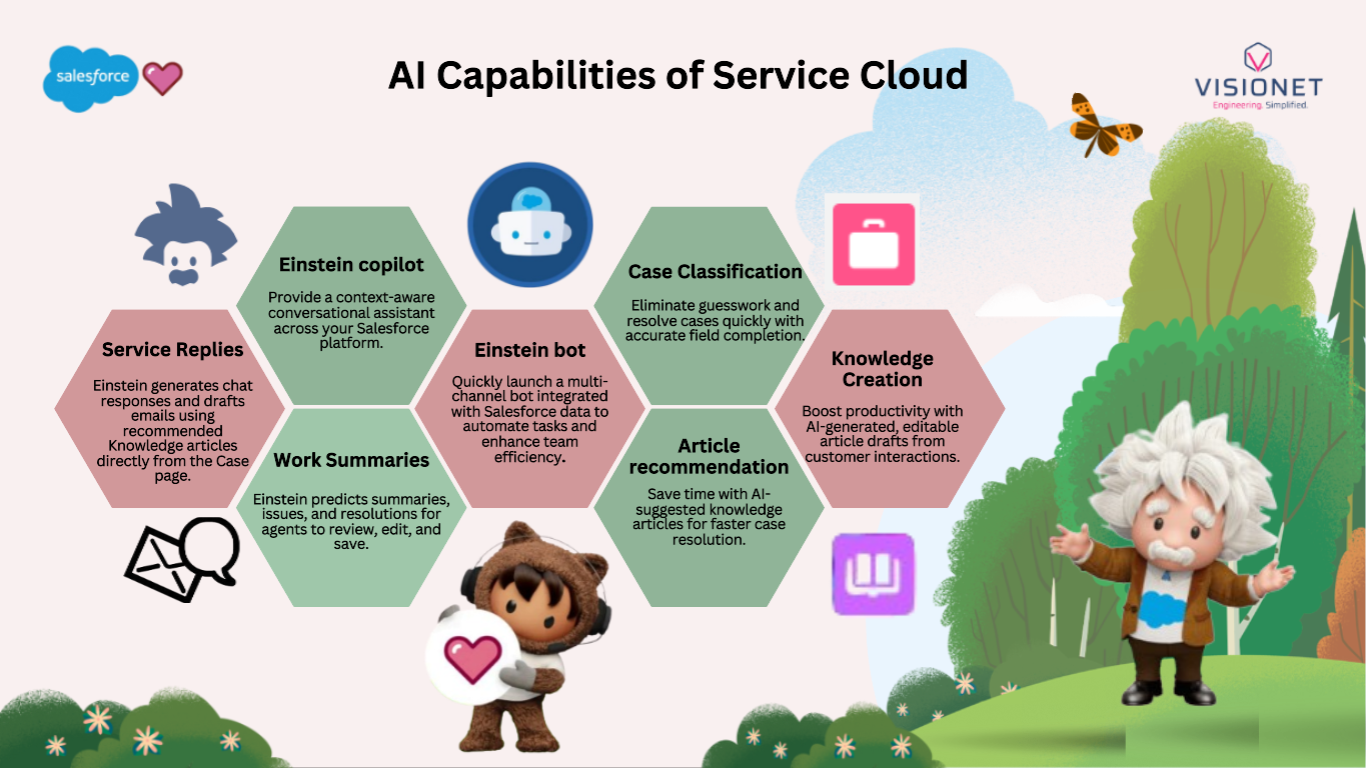 salesforce
AI Capabilities of Service Cloud
VISIONET
Engineering. Simplified.
Service Replies
Einstein generates chat
responses and drafts
emails using
recommended
Knowledge articles
directly from the Case
page.
Einstein copilot
Provide a context-aware
conversational assistant
across your Salesforce
platform.
Work Summaries
Einstein predicts summaries,
issues, and resolutions for
agents to review, edit, and
save.
Einstein bot
Quickly launch a multi-
channel bot integrated
with Salesforce data to
automate tasks and
enhance team
efficiency.
Case Classification
Eliminate guesswork and
resolve cases quickly with
accurate field completion.
Article
recommendation
Save time with AI-
suggested knowledge
articles for faster case
resolution.
Knowledge
Creation
Boost productivity with
AI-generated, editable
article drafts from
customer interactions.